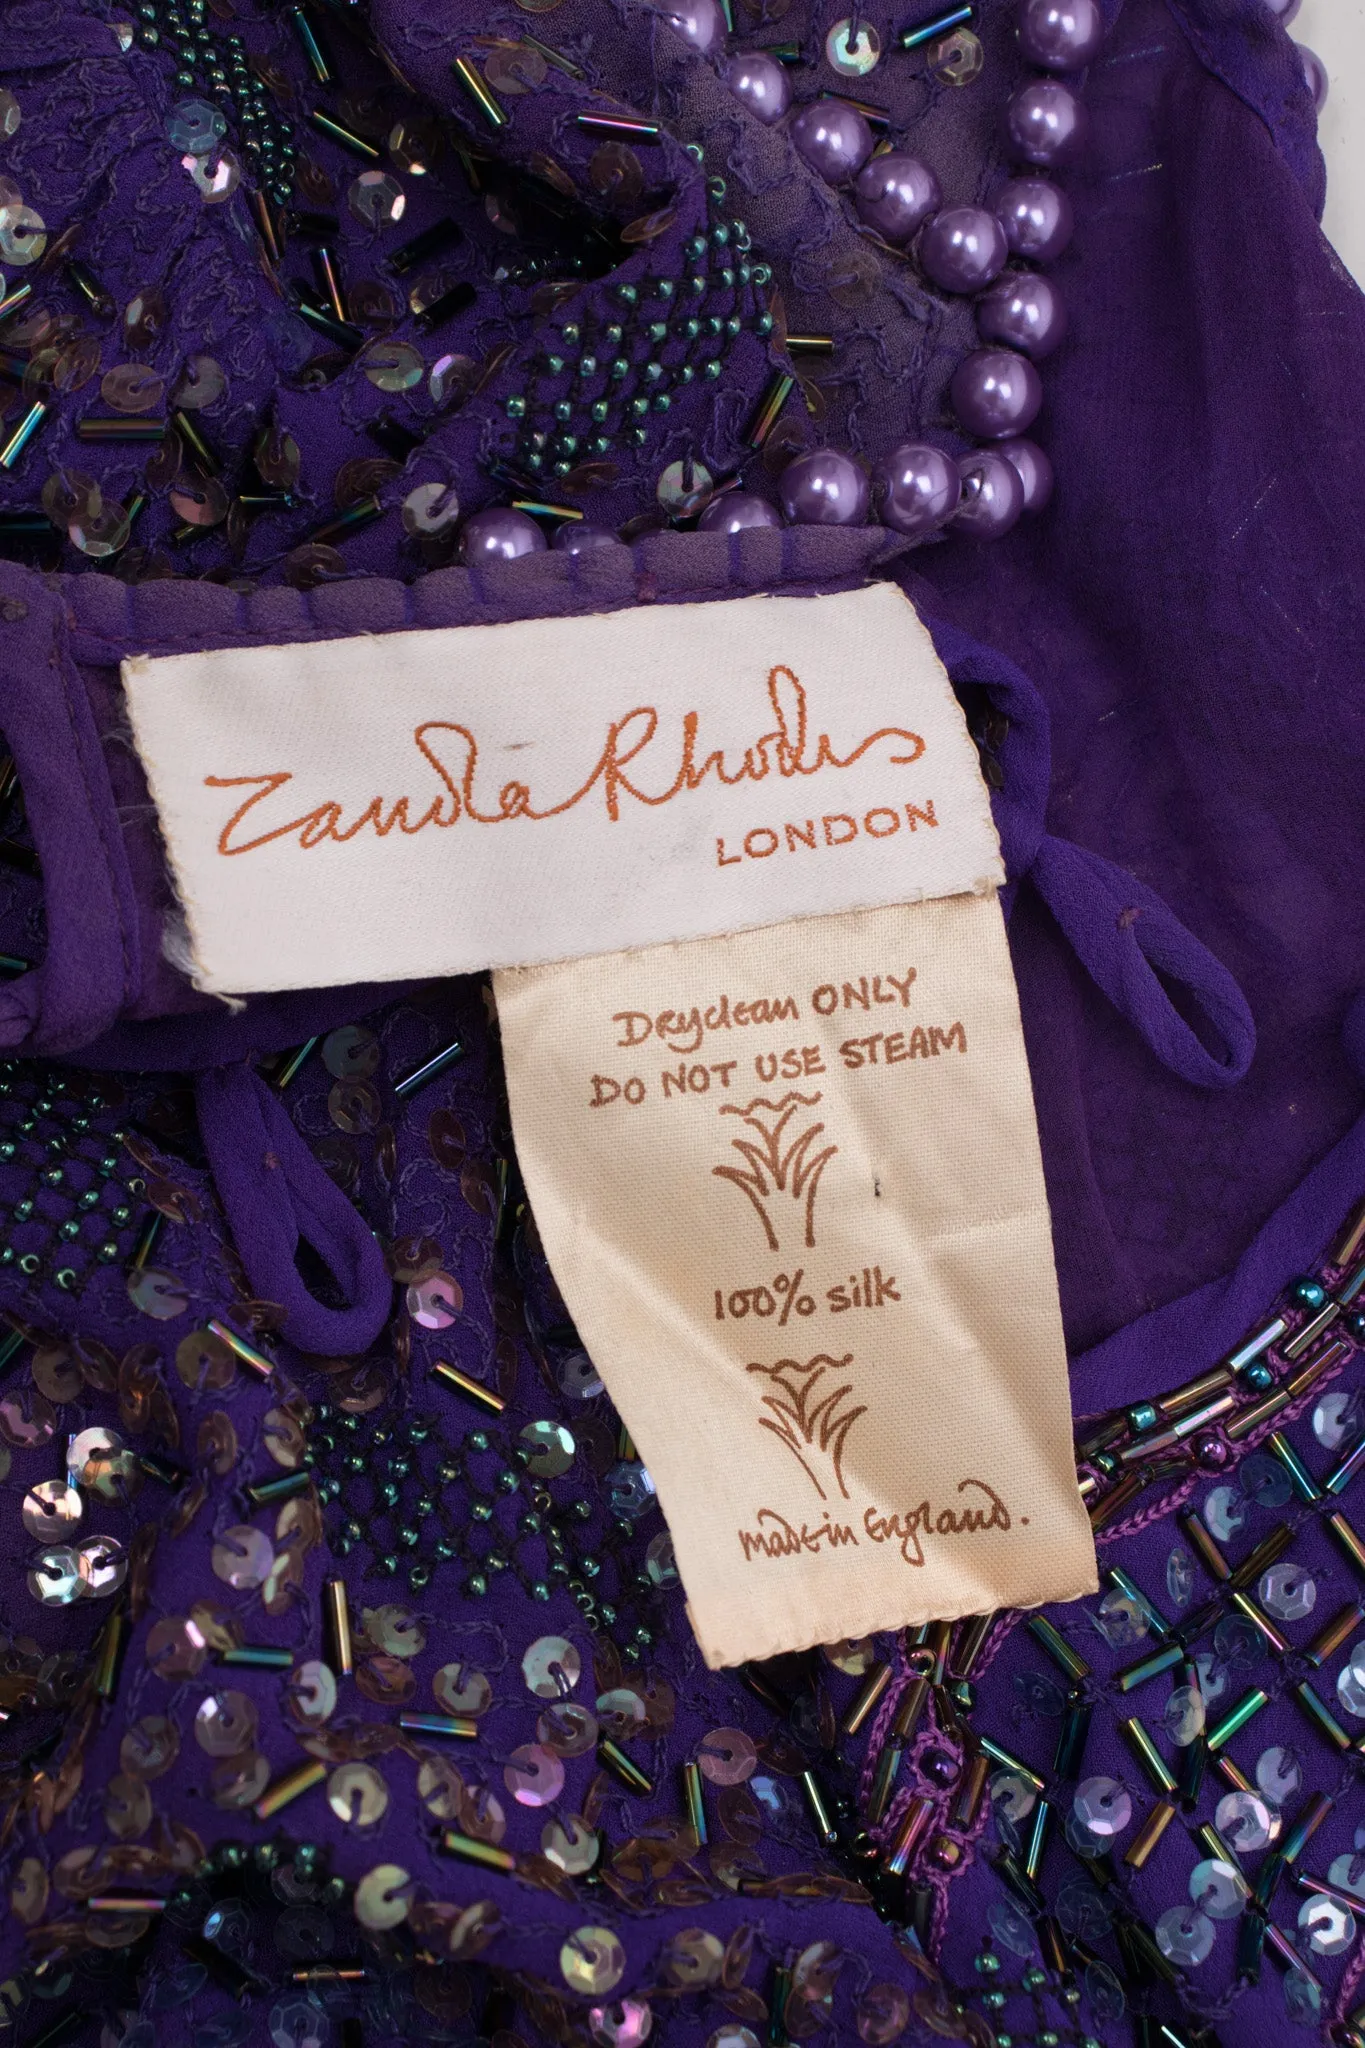 Zandra Rhodes
LONDON
Dryclean ONLY
DO NOT USE STEAM
100% silk
made in England.